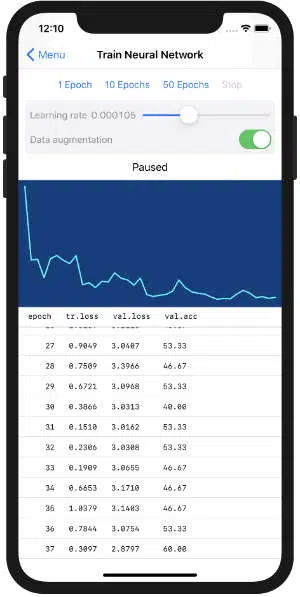 12:10
Menu Train Neural Network
1 Epoch 10 Epochs 50 Epochs Stop
Learning rate 0.000105
Data augmentation
Paused
epoch tr.loss val.loss val.acc
27 0.9049 3.0407 53.33
28 0.7509 3.3966 46.67
29 0.6721 3.0968 53.33
30 0.3866 3.0313 40.00
31 0.1510 3.0162 53.33
32 0.2306 3.0308 53.33
33 0.1909 3.0655 46.67
34 0.6653 3.1710 46.67
35 1.0379 3.1403 46.67
36 0.7844 3.0754 53.33
37 0.3097 2.8797 60.00